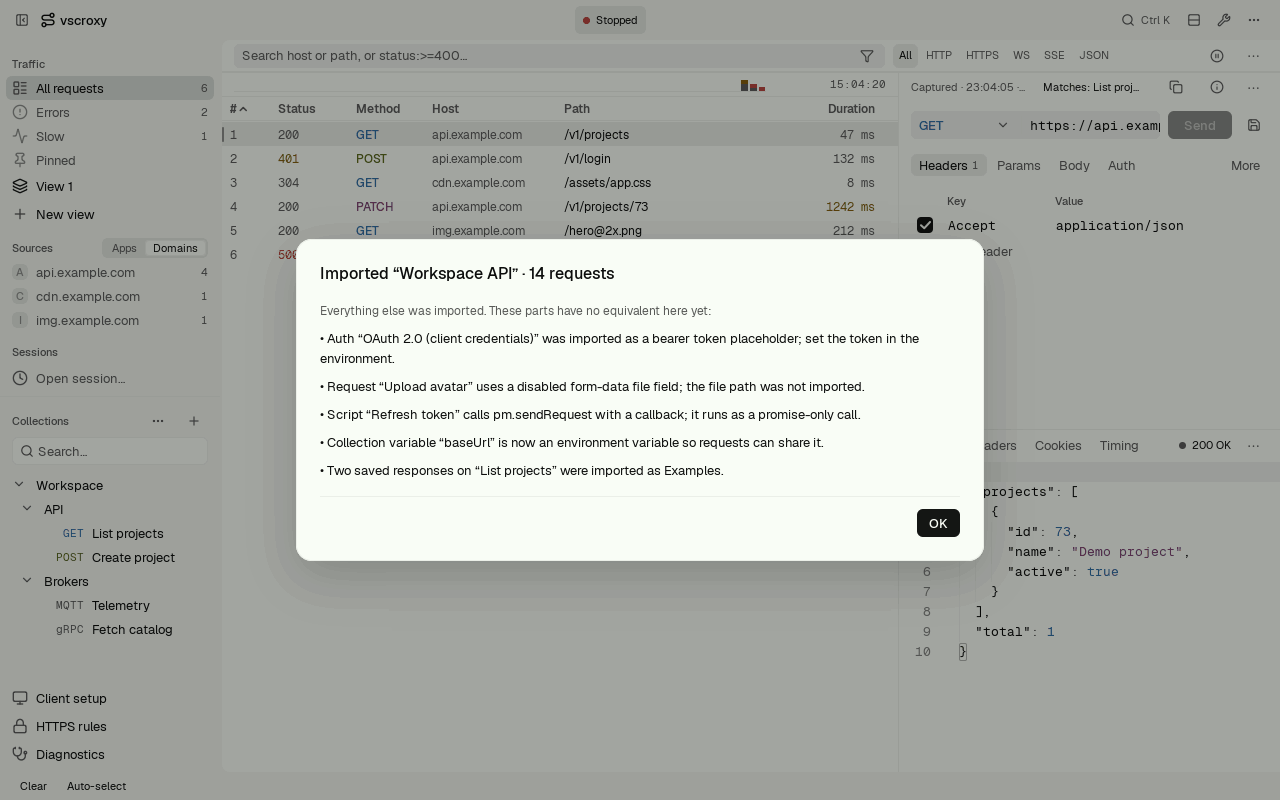 vscroxy
Stopped
Ctrl K
Traffic
All requests 6
Errors 2
Slow 1
Pinned
View 1
New view
Sources Apps Domains
A api.example.com 4
C cdn.example.com 1
I img.example.com 1
Sessions
Open session...
Collections
Search...
Workspace
API
GET List projects
POST Create project
Brokers
MQTT Telemetry
gRPC Fetch catalog
Client setup
HTTPS rules
Diagnostics
Clear Auto-select
Search host or path, or status:>=400...
All HTTP HTTPS WS SSE JSON
15:04:20
# Status Method Host Path Duration
1 200 GET api.example.com /v1/projects 47 ms
2 401 POST api.example.com /v1/login 132 ms
3 304 GET cdn.example.com /assets/app.css 8 ms
4 200 PATCH api.example.com /v1/projects/73 1242 ms
5 200 GET img.example.com /hero@2x.png 212 ms
6 500
Captured · 23:04:05 ·... Matches: List proj...
GET https://api.examp Send
Headers 1 Params Body Auth More
Key Value
Accept application/json
eader
Imported “Workspace API” · 14 requests
Everything else was imported. These parts have no equivalent here yet:
• Auth “OAuth 2.0 (client credentials)” was imported as a bearer token placeholder; set the token in the
environment.
• Request “Upload avatar” uses a disabled form-data file field; the file path was not imported.
• Script “Refresh token” calls pm.sendRequest with a callback; it runs as a promise-only call.
• Collection variable “baseUrl” is now an environment variable so requests can share it.
• Two saved responses on “List projects” were imported as Examples.
OK
aders Cookies Timing 200 OK
projects": [
{
"id": 73,
"name": "Demo project",
6 "active": true
7 }
8 ],
9 "total": 1
10 }